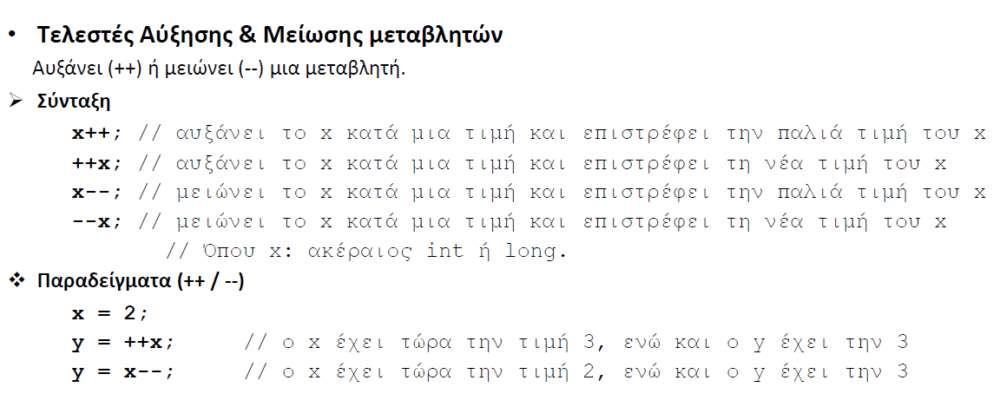 • Τελεστές Αύξησης & Μείωσης μεταβλητών
Αυξάνει (++) ή μειώνει (--) μια μεταβλητή.
➢ Σύνταξη
x++; // αυξάνει το x κατά μια τιμή και επιστρέφει την παλιά τιμή του x
++x; // αυξάνει το x κατά μια τιμή και επιστρέφει τη νέα τιμή του x
x--; // μειώνει το x κατά μια τιμή και επιστρέφει την παλιά τιμή του x
--x; // μειώνει το x κατά μια τιμή και επιστρέφει τη νέα τιμή του x
// Όπου x: ακέραιος int ή long.
❖ Παραδείγματα (++ / --)
x = 2;
y = ++x; // ο x έχει τώρα την τιμή 3, ενώ και ο y έχει την 3
y = x--; // ο x έχει τώρα την τιμή 2, ενώ και ο y έχει την 3